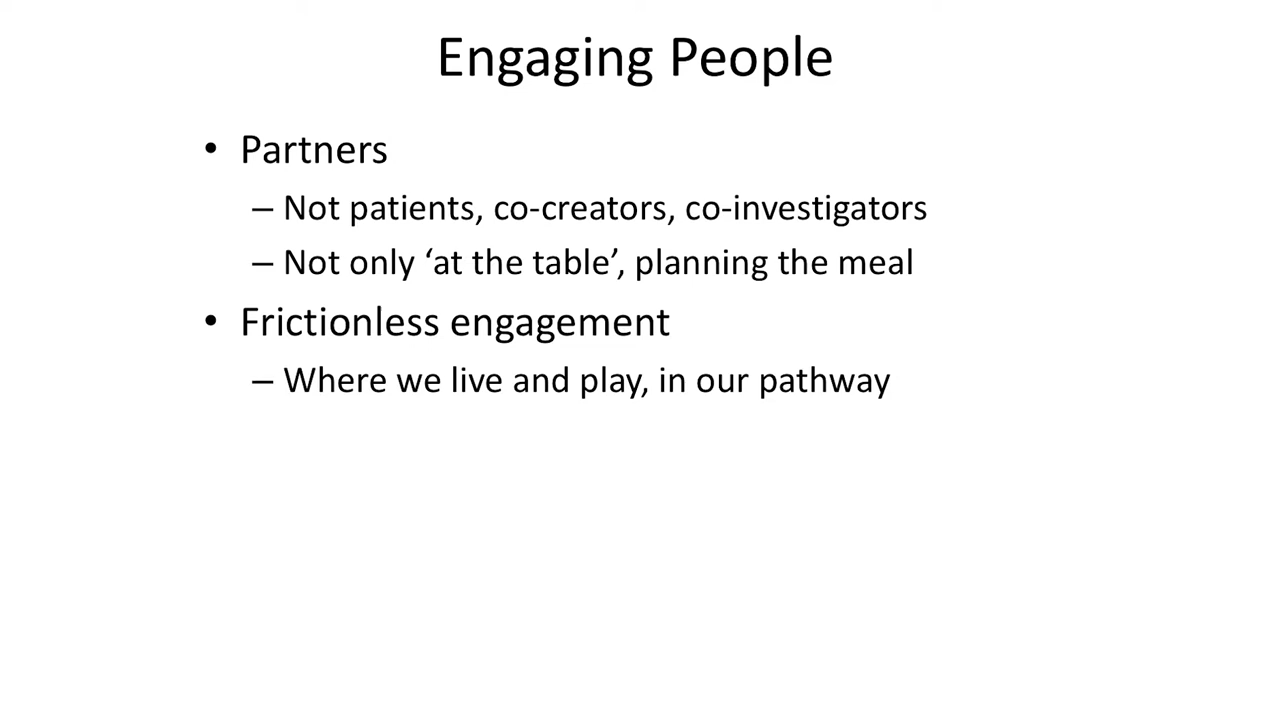 Engaging People
• Partners
– Not patients, co-creators, co-investigators
– Not only ‘at the table’, planning the meal
• Frictionless engagement
– Where we live and play, in our pathway